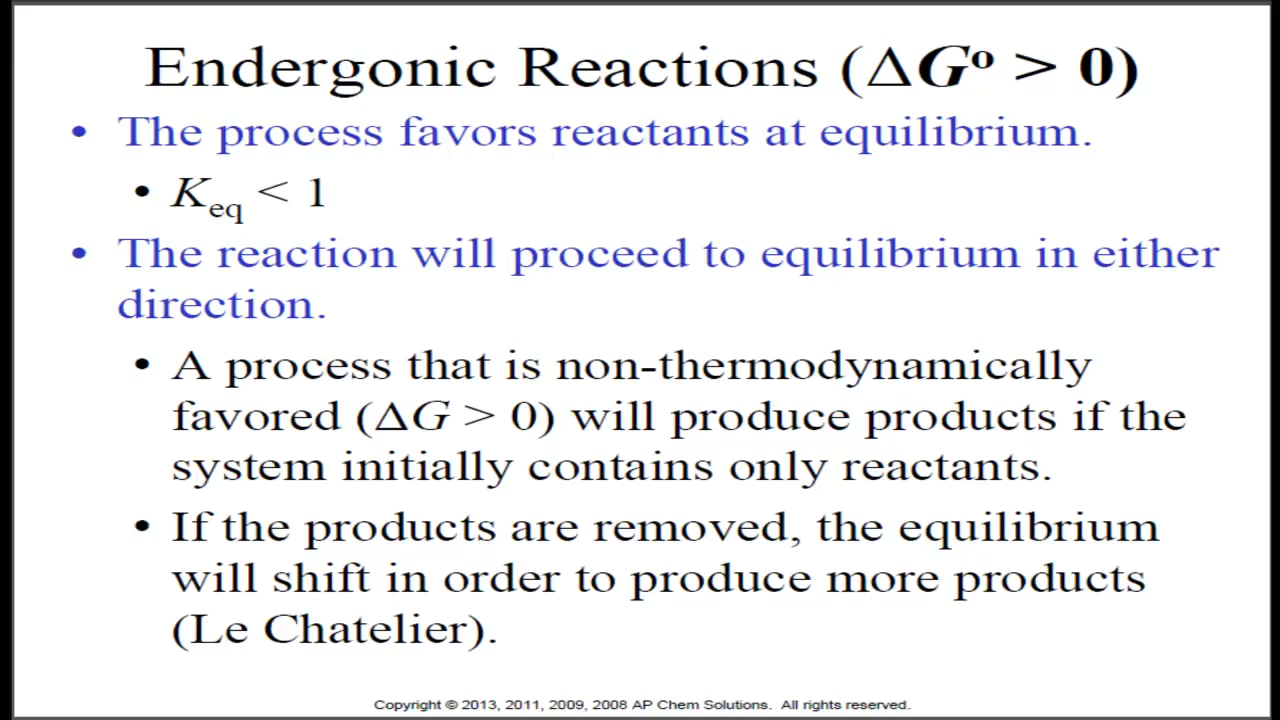 Endergonic Reactions (ΔG° > 0)
• The process favors reactants at equilibrium.
• Keq < 1
• The reaction will proceed to equilibrium in either
direction.
• A process that is non-thermodynamically
favored (ΔG > 0) will produce products if the
system initially contains only reactants.
• If the products are removed, the equilibrium
will shift in order to produce more products
(Le Chatelier).
Copyright © 2013, 2011, 2009, 2008 AP Chem Solutions. All rights reserved.